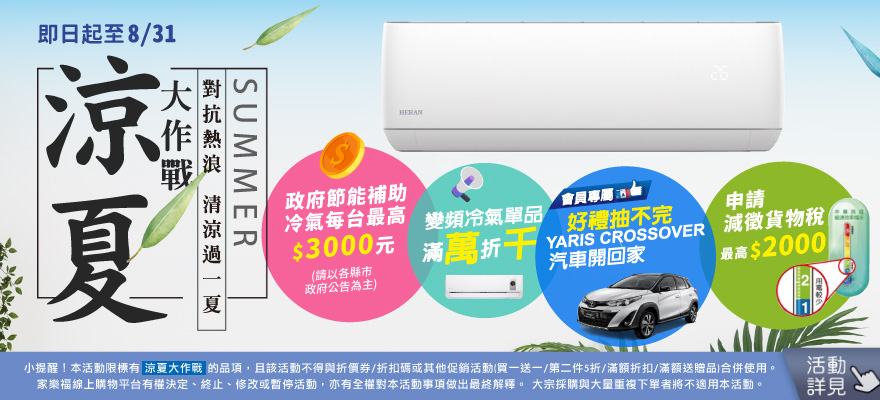 即日起至8/31
涼夏
大作戰
對抗熱浪 清涼過一夏
SUMMER
26
HERAN
$
政府節能補助
冷氣每台最高
$3000元
(請以各縣市
政府公告為主)
變頻冷氣單品
滿萬折千
會員專屬
好禮抽不完
YARIS CROSSOVER
汽車開回家
申請
減徵貨物稅
最高$2000
2
1
用電較少
小提醒！本活動限標有 涼夏大作戰 的品項，且該活動不得與折價券/折扣碼或其他促銷活動(買一送一/第二件5折/滿額折扣/滿額送贈品)合併使用。
家樂福線上購物平台有權決定、終止、修改或暫停活動，亦有全權對本活動事項做出最終解釋。 大宗採購與大量重複下單者將不適用本活動。
活動
詳見